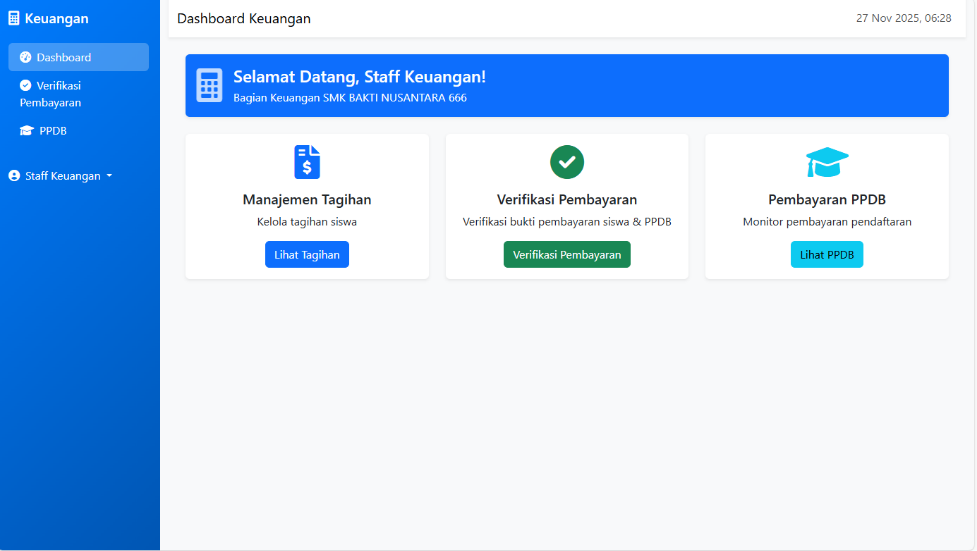 Keuangan
Dashboard
Verifikasi
Pembayaran
PPDB
Staff Keuangan
Dashboard Keuangan
27 Nov 2025, 06:28
Selamat Datang, Staff Keuangan!
Bagian Keuangan SMK BAKTI NUSANTARA 666
$
Manajemen Tagihan
Kelola tagihan siswa
Lihat Tagihan
Verifikasi Pembayaran
Verifikasi bukti pembayaran siswa & PPDB
Verifikasi Pembayaran
Pembayaran PPDB
Monitor pembayaran pendaftaran
Lihat PPDB